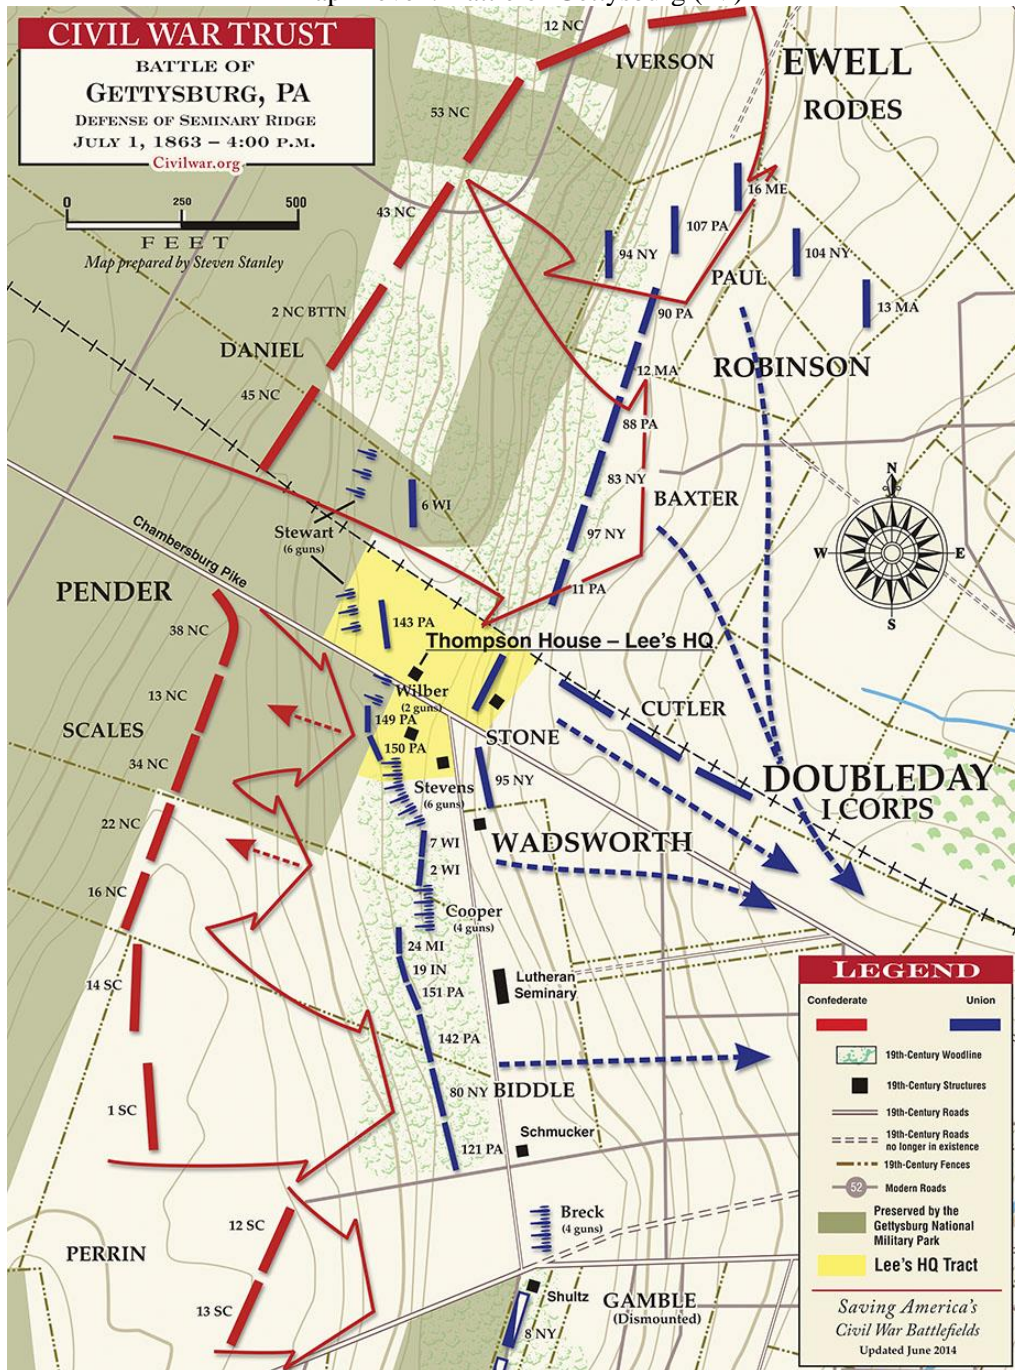 CIVIL WAR TRUST
BATTLE OF
GETTYSBURG, PA
DEFENSE OF SEMINARY RIDGE
JULY 1, 1863 – 4:00 P.M.
Civilwar.org
0 250 500
FEET
Map prepared by Steven Stanley
12 NC
IVERSON
EWELL
RODES
53 NC
16 ME
43 NC
107 PA
94 NY
104 NY
PAUL
13 MA
2 NC BTTN
90 PA
DANIEL
ROBINSON
12 MA
45 NC
88 PA
83 NY
BAXTER
6 WI
97 NY
Stewart
(6 guns)
N
W E
S
Chambersburg Pike
PENDER
11 PA
143 PA
38 NC
Thompson House – Lee's HQ
Wilber
(2 guns)
13 NC
149 PA
CUTLER
SCALES
STONE
150 PA
34 NC
95 NY
DOUBLEDAY
I CORPS
Stevens
(6 guns)
22 NC
WADSWORTH
7 WI
2 WI
16 NC
Cooper
(4 guns)
24 MI
19 IN
Lutheran
Seminary
14 SC
151 PA
142 PA
80 NY
BIDDLE
1 SC
Schmucker
121 PA
Breck
(4 guns)
12 SC
PERRIN
Shultz
GAMBLE
(Dismounted)
13 SC
8 NY
LEGEND
Confederate Union
19th-Century Woodline
19th-Century Structures
19th-Century Roads
19th-Century Roads
no longer in existence
19th-Century Fences
52
Modern Roads
Preserved by the
Gettysburg National
Military Park
Lee's HQ Tract
Saving America's
Civil War Battlefields
Updated June 2014